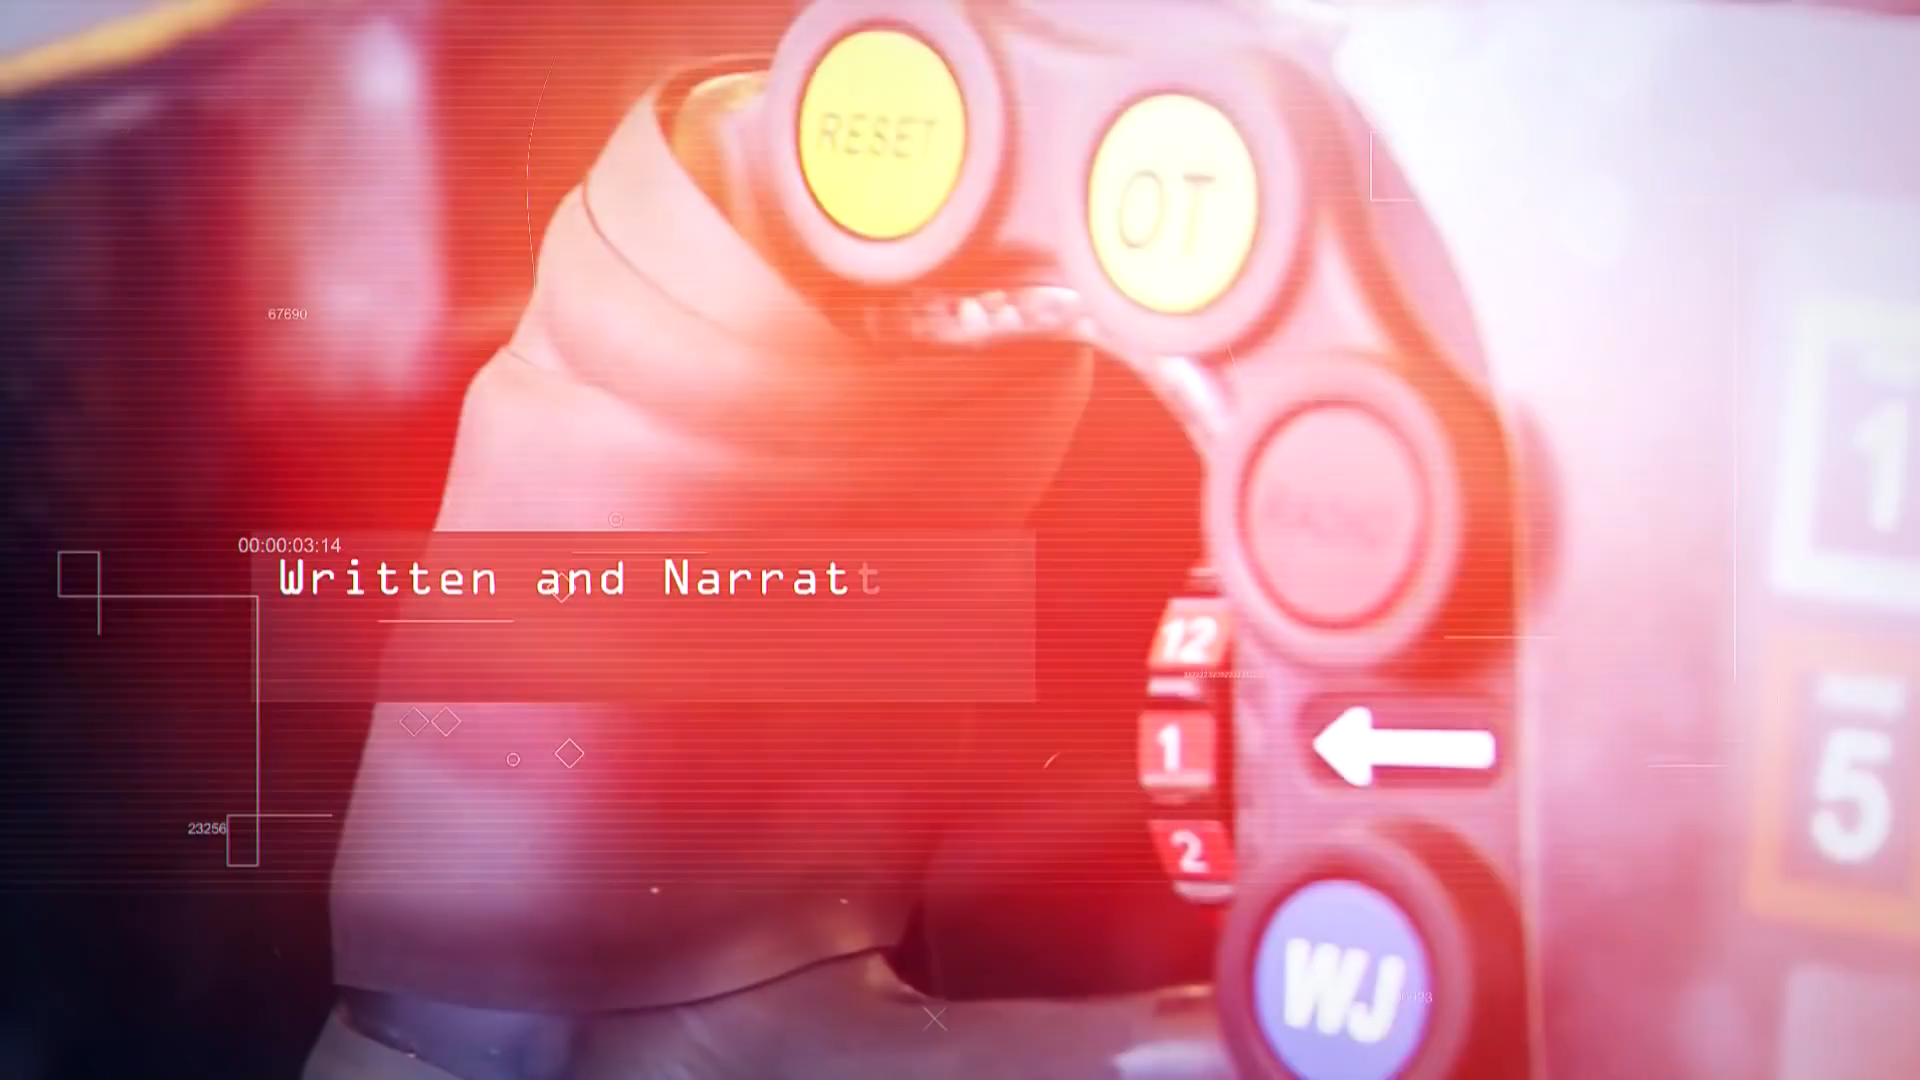 RESET
OT
67690
1
00:00:03:14
Written and Narratt
12
1
5
2
23256
WJ